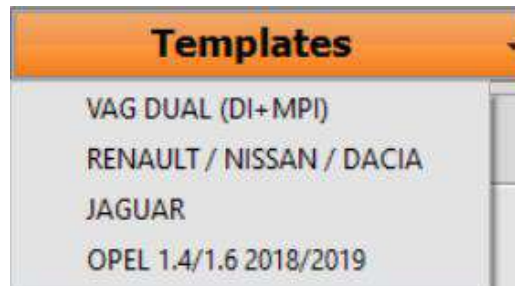 Templates
VAG DUAL (DI+MPI)
RENAULT / NISSAN / DACIA
JAGUAR
OPEL 1.4/1.6 2018/2019